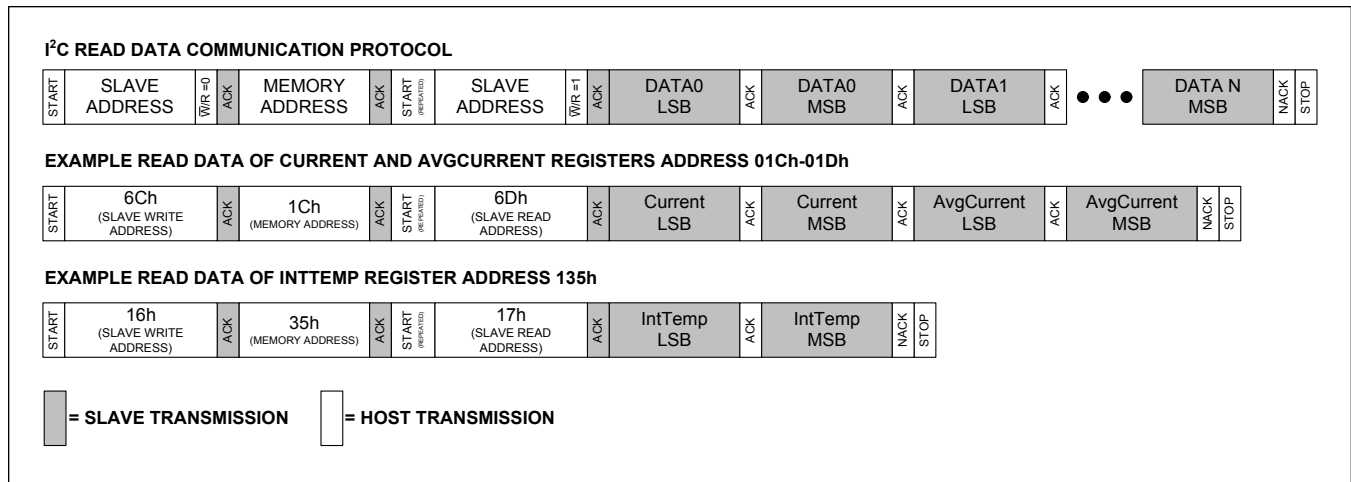 I²C READ DATA COMMUNICATION PROTOCOL
START SLAVE ADDRESS W̅/R =0 ACK MEMORY ADDRESS ACK START (REPEATED) SLAVE ADDRESS W̅/R =1 ACK DATA0 LSB ACK DATA0 MSB ACK DATA1 LSB ACK ●●● DATA N MSB NACK STOP
EXAMPLE READ DATA OF CURRENT AND AVGCURRENT REGISTERS ADDRESS 01Ch-01Dh
START 6Ch (SLAVE WRITE ADDRESS) ACK 1Ch (MEMORY ADDRESS) ACK START (REPEATED) 6Dh (SLAVE READ ADDRESS) ACK Current LSB ACK Current MSB ACK AvgCurrent LSB ACK AvgCurrent MSB NACK STOP
EXAMPLE READ DATA OF INTTEMP REGISTER ADDRESS 135h
START 16h (SLAVE WRITE ADDRESS) ACK 35h (MEMORY ADDRESS) ACK START (REPEATED) 17h (SLAVE READ ADDRESS) ACK IntTemp LSB ACK IntTemp MSB NACK STOP
= SLAVE TRANSMISSION = HOST TRANSMISSION